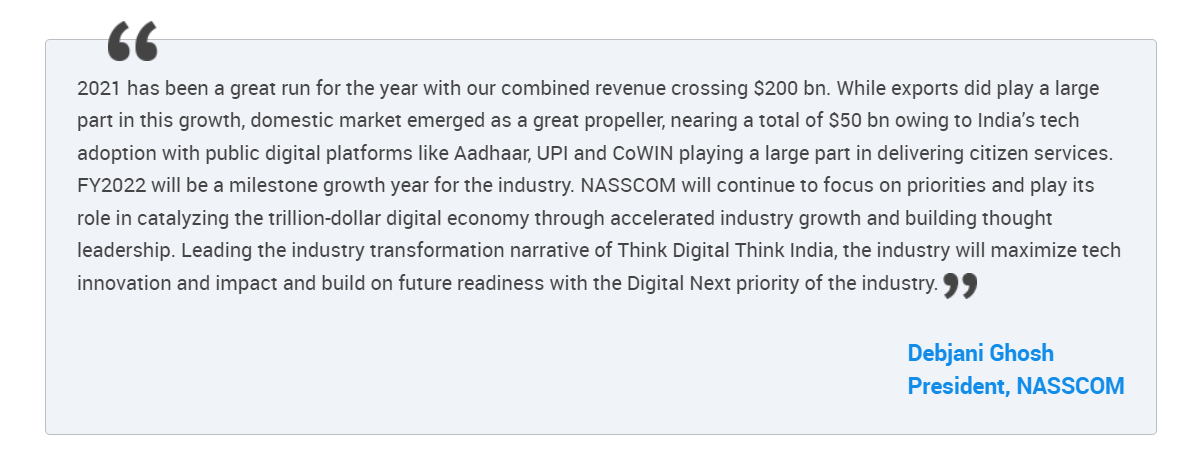 “
2021 has been a great run for the year with our combined revenue crossing $200 bn. While exports did play a large
part in this growth, domestic market emerged as a great propeller, nearing a total of $50 bn owing to India’s tech
adoption with public digital platforms like Aadhaar, UPI and CoWIN playing a large part in delivering citizen services.
FY2022 will be a milestone growth year for the industry. NASSCOM will continue to focus on priorities and play its
role in catalyzing the trillion-dollar digital economy through accelerated industry growth and building thought
leadership. Leading the industry transformation narrative of Think Digital Think India, the industry will maximize tech
innovation and impact and build on future readiness with the Digital Next priority of the industry. ”
Debjani Ghosh
President, NASSCOM